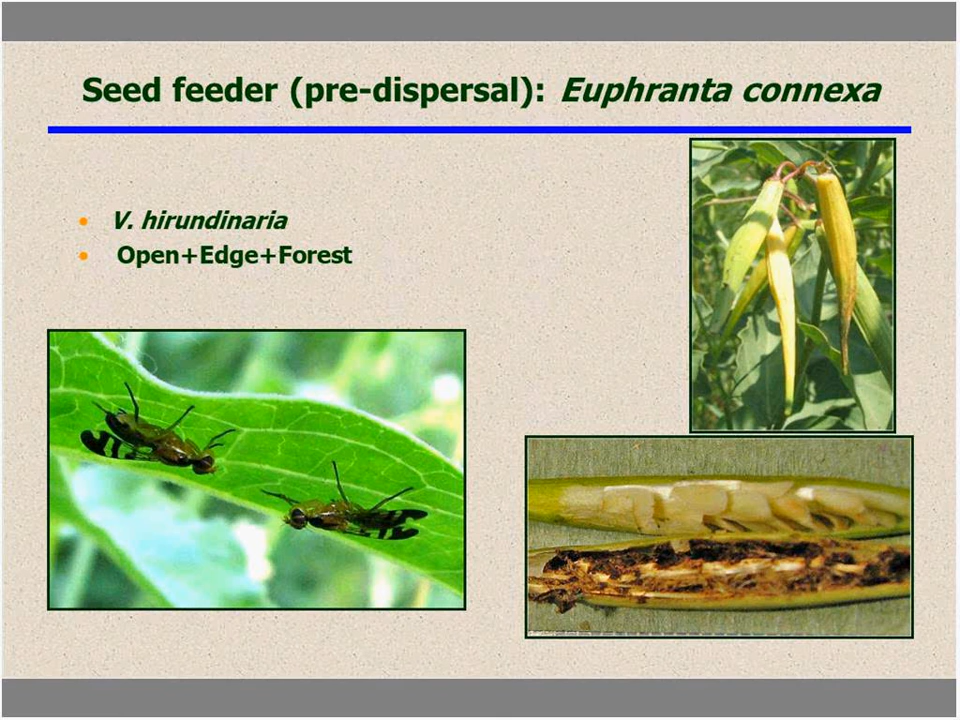 Seed feeder (pre-dispersal): Euphranta connexa
• V. hirundinaria
• Open+Edge+Forest